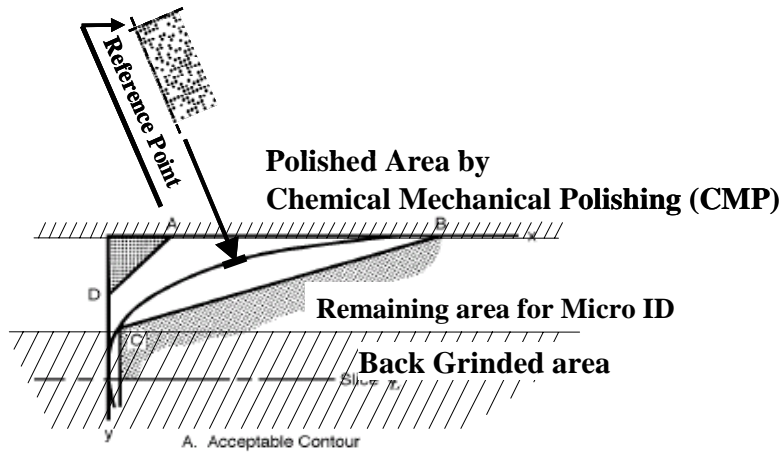 Reference Point
Polished Area by
Chemical Mechanical Polishing (CMP)
A
B
x
D
Remaining area for Micro ID
C
Back Grinded area
y
A. Acceptable Contour